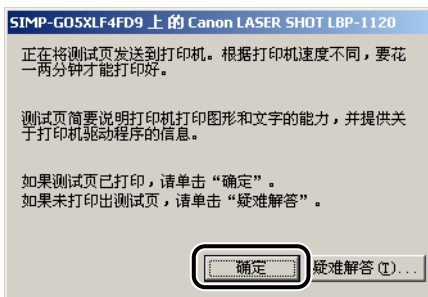 SIMP-GO5XLF4FD9 上的 Canon LASER SHOT LBP-1120
正在将测试页发送到打印机。根据打印机速度不同，要花
一两分钟才能打印好。
测试页简要说明打印机打印图形和文字的能力，并提供关
于打印机驱动程序的信息。
如果测试页已打印，请单击“确定”。
如果未打印出测试页，请单击“疑难解答”。
确定
疑难解答(T)...